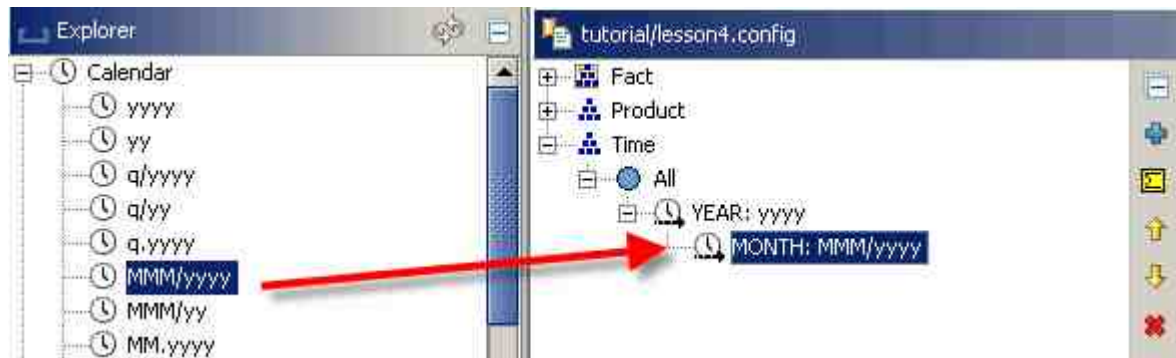 Explorer
Calendar
yyyy
yy
q/yyyy
q/yy
q.yyyy
MMM/yyyy
MMM/yy
MM.yyyy
tutorial/lesson4.config
Fact
Product
Time
All
YEAR: yyyy
MONTH: MMM/yyyy